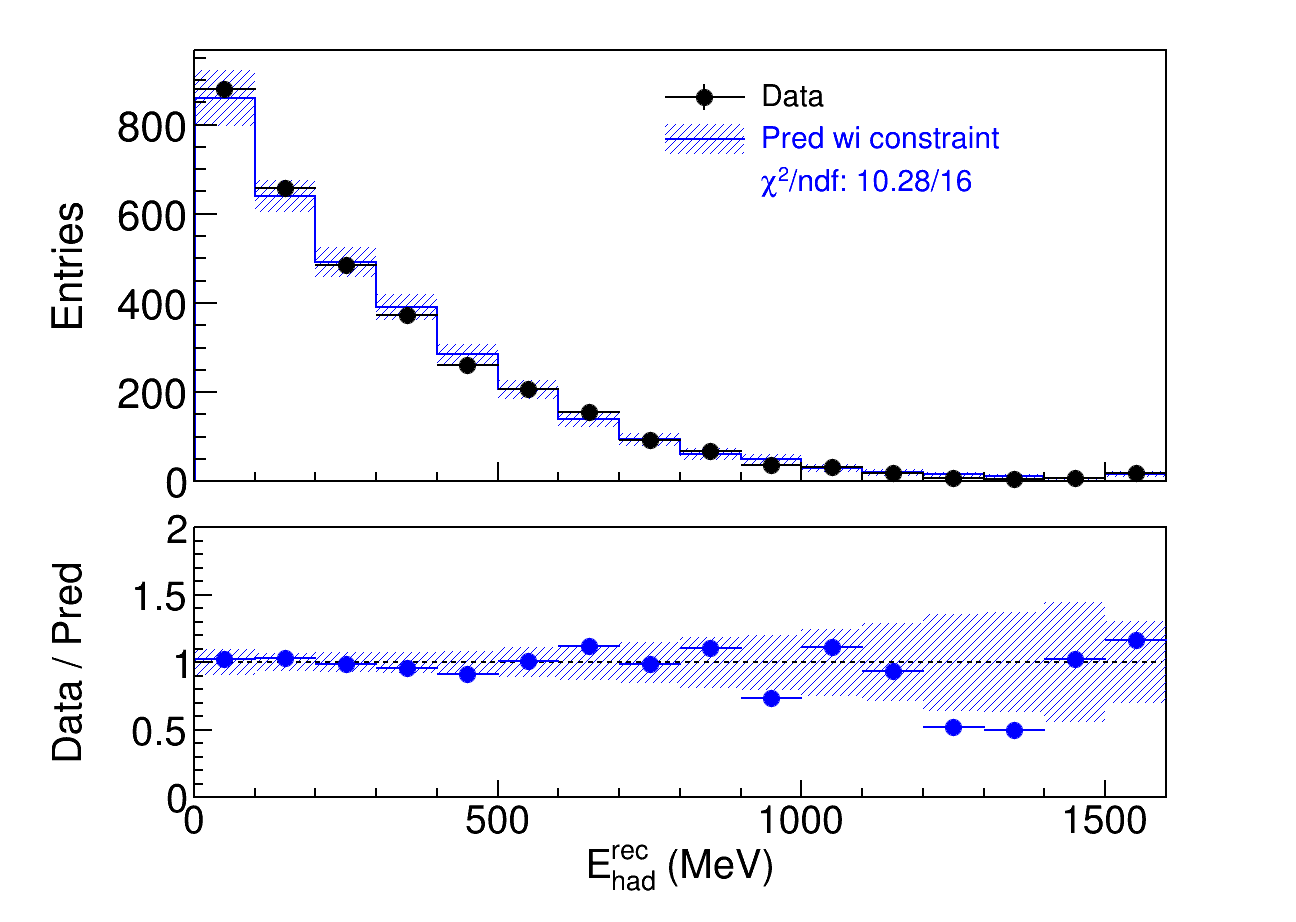 Entries
800
600
400
200
0
Data
Pred wi constraint
χ²/ndf: 10.28/16
Data / Pred
2
1.5
1
0.5
0
0 500 1000 1500
E^rec_had (MeV)